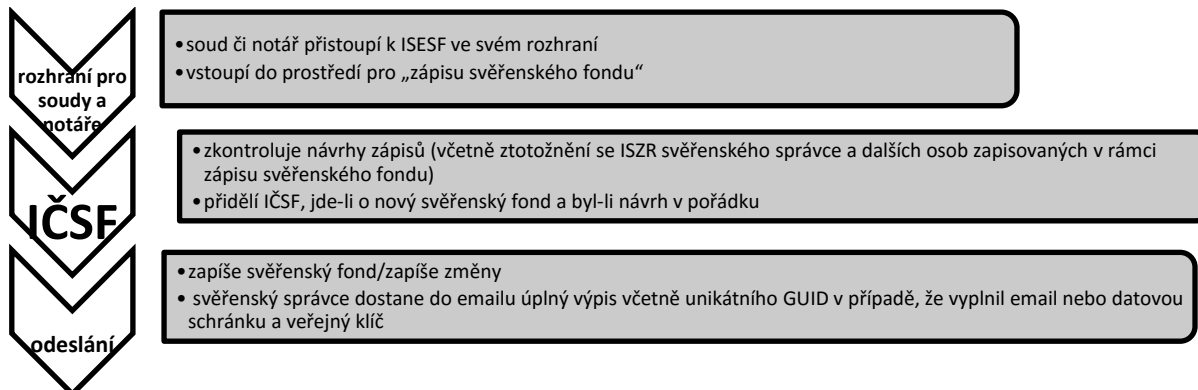 rozhraní pro
soudy a
notáře
•soud či notář přistoupí k ISESF ve svém rozhraní
•vstoupí do prostředí pro „zápisu svěřenského fondu“
IČSF
•zkontroluje návrhy zápisů (včetně ztotožnění se ISZR svěřenského správce a dalších osob zapisovaných v rámci
zápisu svěřenského fondu)
•přidělí IČSF, jde-li o nový svěřenský fond a byl-li návrh v pořádku
odeslání
•zapíše svěřenský fond/zapíše změny
• svěřenský správce dostane do emailu úplný výpis včetně unikátního GUID v případě, že vyplnil email nebo datovou
schránku a veřejný klíč